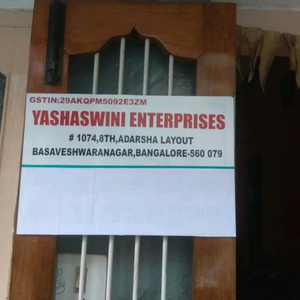 GSTIN:29AKQPM5092E3ZM
YASHASWINI ENTERPRISES
# 1074,8TH,ADARSHA LAYOUT
BASAVESHWARANAGAR,BANGALORE-560 079